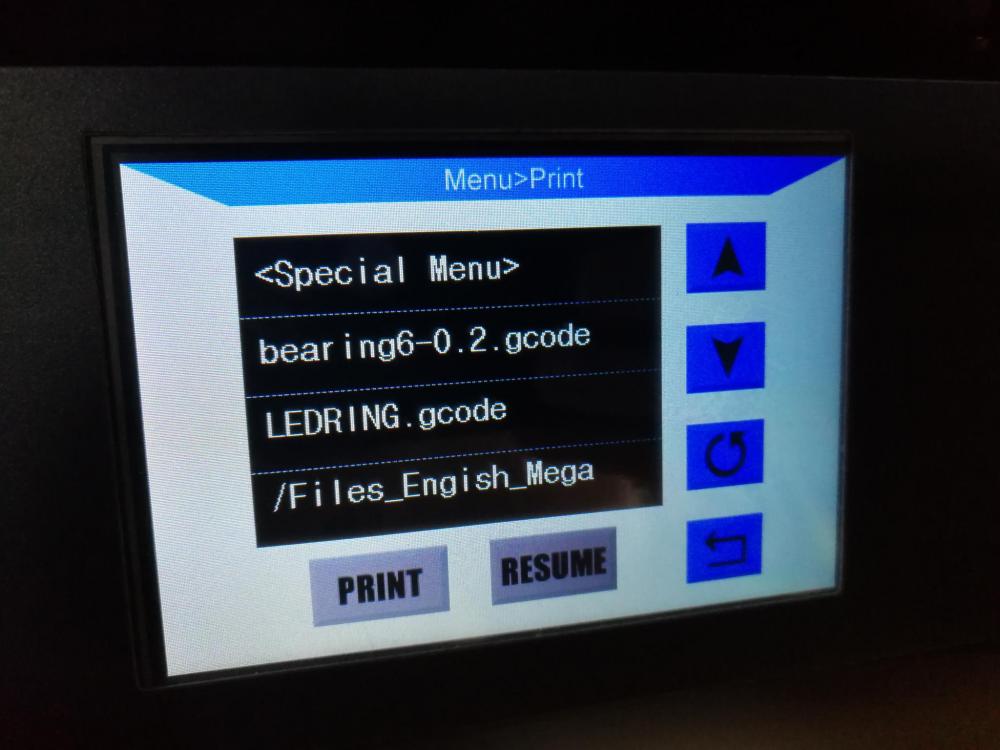 Menu>Print
<Special Menu>
bearing6-0.2.gcode
LEDRING.gcode
/Files_Engish_Mega
PRINT
RESUME